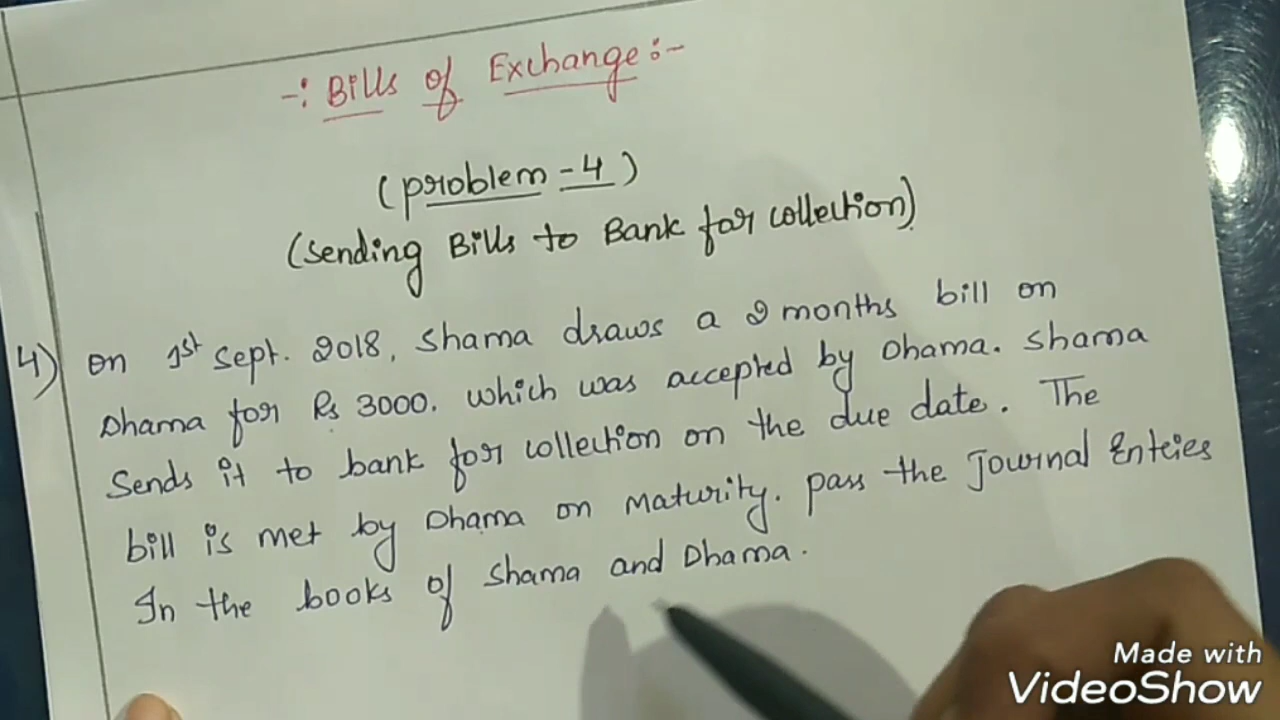 -: Bills of Exchange :-
(problem - 4)
(Sending Bills to Bank for collection)
4) On 1st Sept. 2018, Shama draws a 2 months bill on
Dhama for Rs 3000. which was accepted by Dhama. Shama
Sends it to bank for collection on the due date. The
bill is met by Dhama on maturity. pass the Journal Enteies
In the books of Shama and Dhama.
Made with
VideoShow